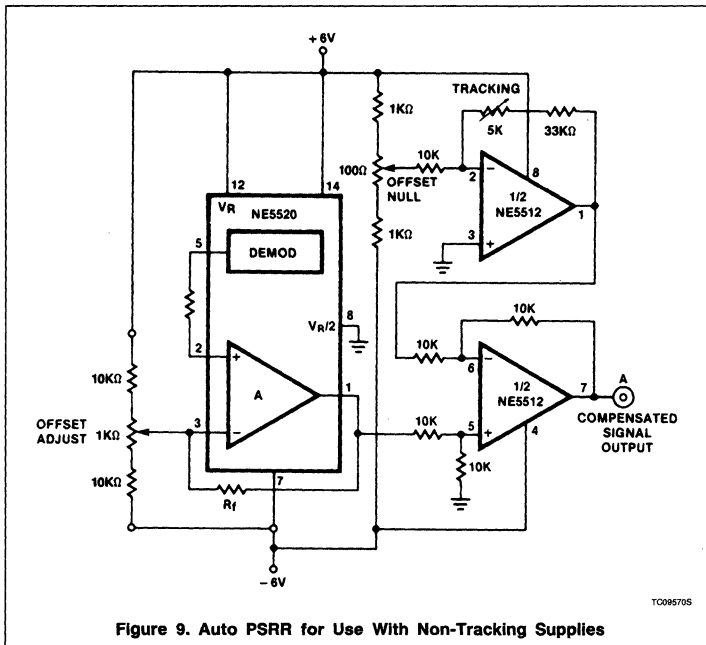 + 6V
TRACKING
1KΩ
5K
33KΩ
100Ω
10K
OFFSET
NULL
2
−
8
1/2
NE5512
1
3
+
12
14
VR
NE5520
5
DEMOD
1KΩ
8
VR/2
10K
2
+
A
1
10K
6
−
1/2
NE5512
7
A
COMPENSATED
SIGNAL
OUTPUT
10KΩ
OFFSET
ADJUST
1KΩ
3
−
10K
5
+
4
10K
10KΩ
7
Rf
− 6V
TC09570S
Figure 9. Auto PSRR for Use With Non-Tracking Supplies